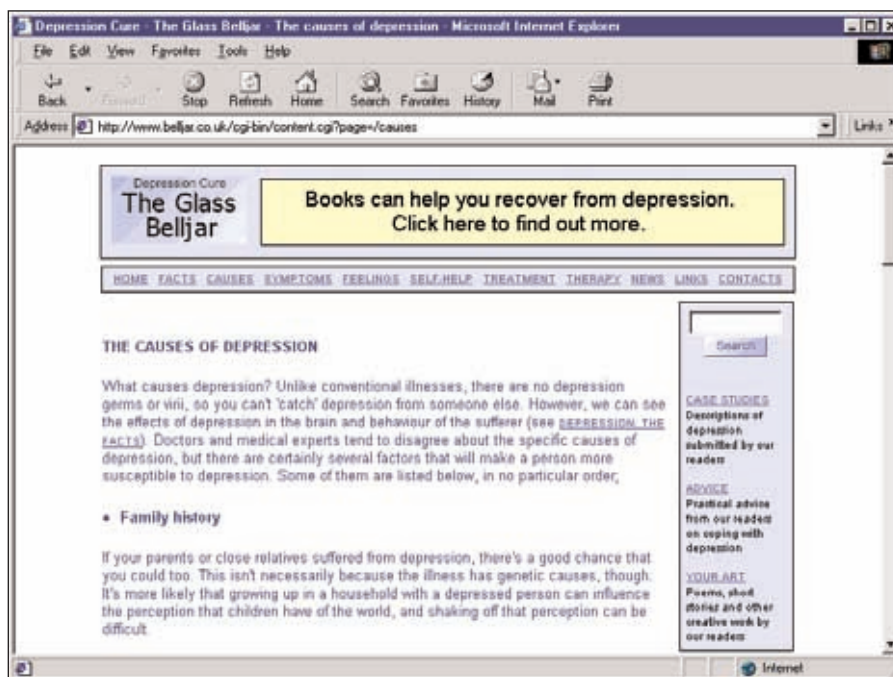 Depression Cure - The Glass Belljar - The causes of depression - Microsoft Internet Explorer
File Edit View Favorites Tools Help
Back Forward Stop Refresh Home Search Favorites History Mail Print
Address http://www.belljar.co.uk/cgi-bin/content.cgi?page=/causes Links
Depression Cure
The Glass
Belljar
Books can help you recover from depression.
Click here to find out more.
HOME FACTS CAUSES SYMPTOMS FEELINGS SELF-HELP TREATMENT THERAPY NEWS LINKS CONTACTS
THE CAUSES OF DEPRESSION
What causes depression? Unlike conventional illnesses, there are no depression
germs or virii, so you can't 'catch' depression from someone else. However, we can see
the effects of depression in the brain and behaviour of the sufferer (see DEPRESSION, THE
FACTS). Doctors and medical experts tend to disagree about the specific causes of
depression, but there are certainly several factors that will make a person more
susceptible to depression. Some of them are listed below, in no particular order;
• Family history
If your parents or close relatives suffered from depression, there's a good chance that
you could too. This isn't necessarily because the illness has genetic causes, though.
It's more likely that growing up in a household with a depressed person can influence
the perception that children have of the world, and shaking off that perception can be
difficult.
Search
CASE STUDIES
Descriptions of
depression
submitted by our
readers
ADVICE
Practical advice
from our readers
on coping with
depression
YOUR ART
Poems, short
stories and other
creative work by
our readers
Internet